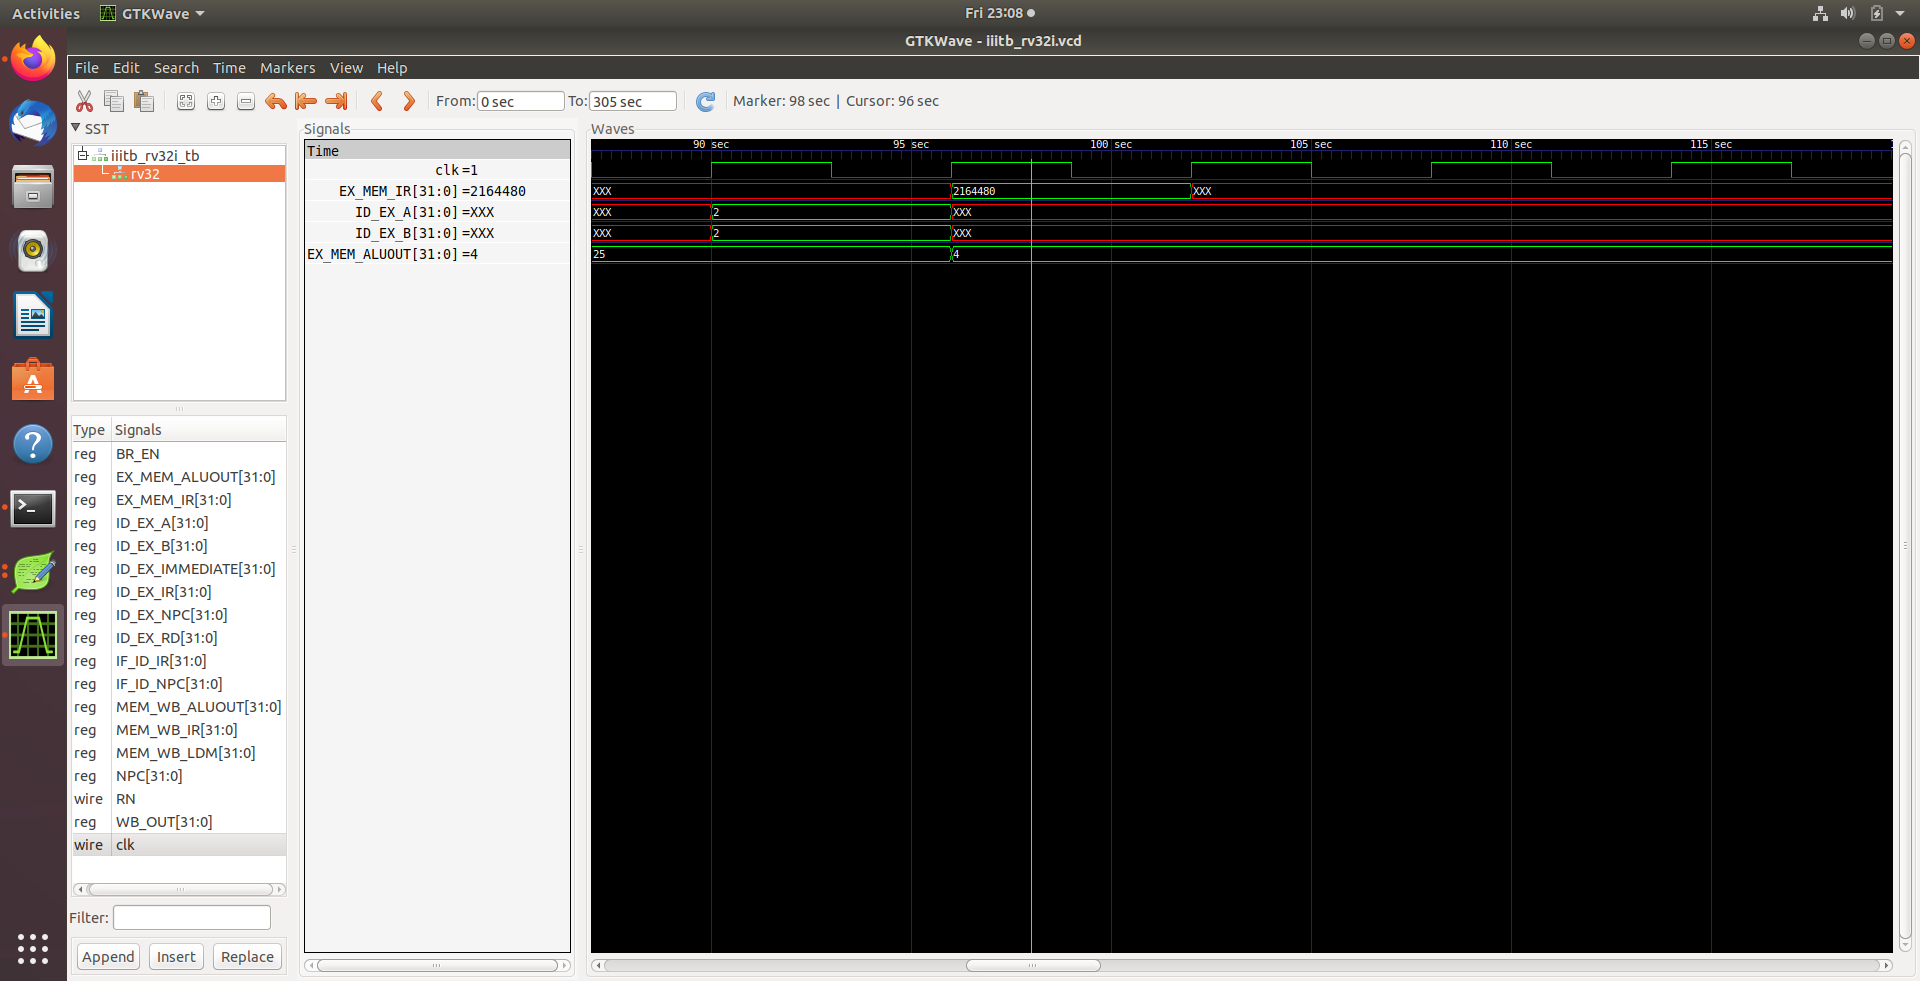 Activities GTKWave Fri 23:08
GTKWave - iiitb_rv32i.vcd
File Edit Search Time Markers View Help
From: 0 sec To: 305 sec Marker: 98 sec | Cursor: 96 sec
SST
iiitb_rv32i_tb
rv32
Type Signals
reg BR_EN
reg EX_MEM_ALUOUT[31:0]
reg EX_MEM_IR[31:0]
reg ID_EX_A[31:0]
reg ID_EX_B[31:0]
reg ID_EX_IMMEDIATE[31:0]
reg ID_EX_IR[31:0]
reg ID_EX_NPC[31:0]
reg ID_EX_RD[31:0]
reg IF_ID_IR[31:0]
reg IF_ID_NPC[31:0]
reg MEM_WB_ALUOUT[31:0]
reg MEM_WB_IR[31:0]
reg MEM_WB_LDM[31:0]
reg NPC[31:0]
wire RN
reg WB_OUT[31:0]
wire clk
Filter:
Append Insert Replace
Signals
Time
clk =1
EX_MEM_IR[31:0] =2164480
ID_EX_A[31:0] =XXX
ID_EX_B[31:0] =XXX
EX_MEM_ALUOUT[31:0] =4
Waves
90 sec 95 sec 100 sec 105 sec 110 sec 115 sec
XXX 2164480 XXX
XXX 2 XXX
XXX 2 XXX
25 4